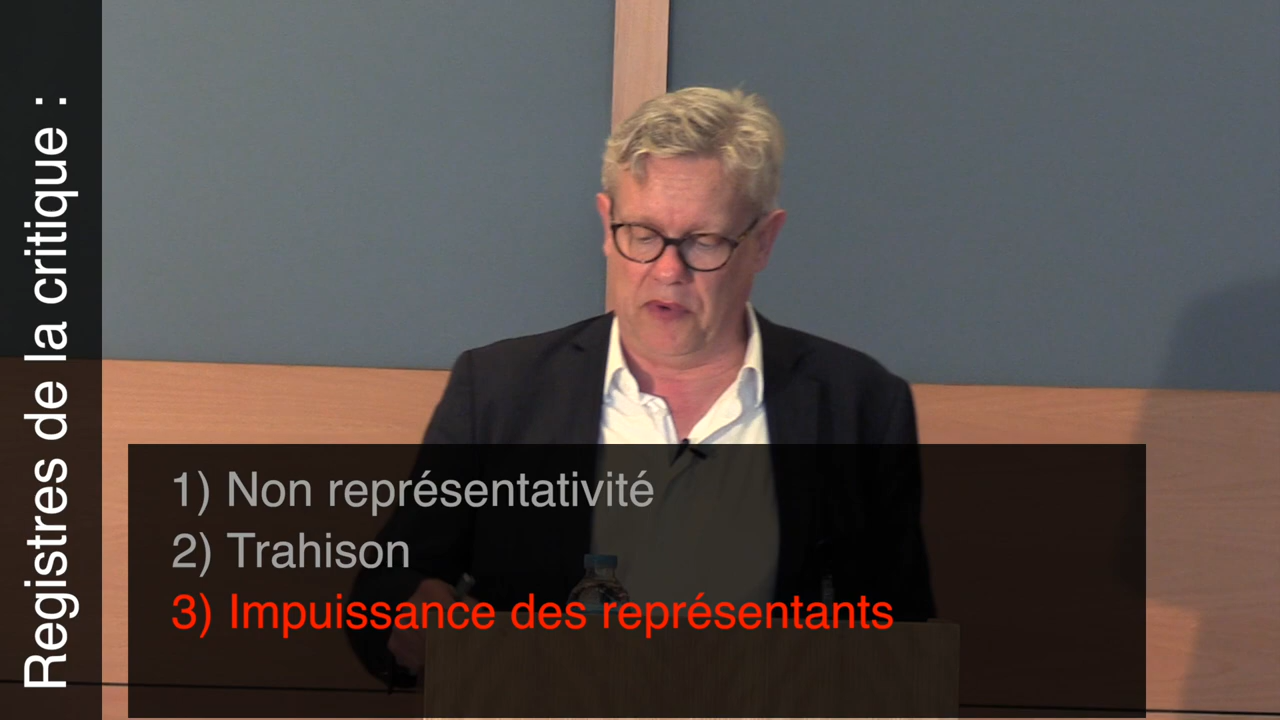 Registres de la critique :
1) Non représentativité
2) Trahison
3) Impuissance des représentants